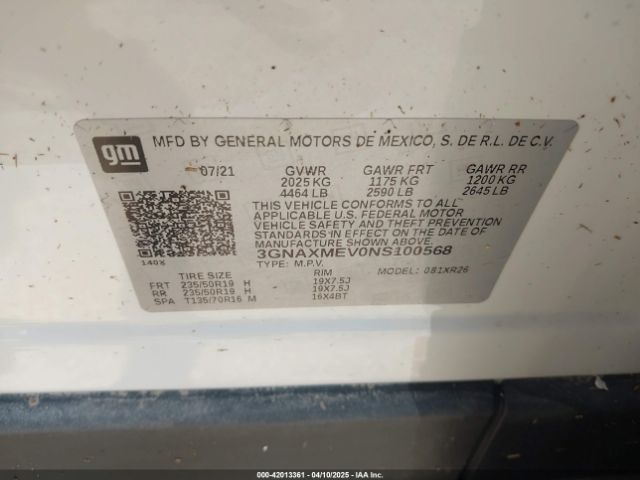 gm
MFD BY GENERAL MOTORS DE MEXICO, S. DE R.L. DE C.V.
07/21 GVWR GAWR FRT GAWR RR
2025 KG 1175 KG 1200 KG
4464 LB 2590 LB 2645 LB
THIS VEHICLE CONFORMS TO ALL
APPLICABLE U.S. FEDERAL MOTOR
VEHICLE SAFETY AND THEFT PREVENTION
STANDARDS IN EFFECT ON THE DATE OF
MANUFACTURE SHOWN ABOVE.
3GNAXMEV0NS100568
140X TYPE: M.P.V. MODEL: 081XR26
TIRE SIZE RIM
FRT 235/50R19 H 19X7.5J
RR 235/50R19 H 19X7.5J
SPA T135/70R16 M 16X4BT
000-42013361 - 04/10/2025 - IAAI.COM